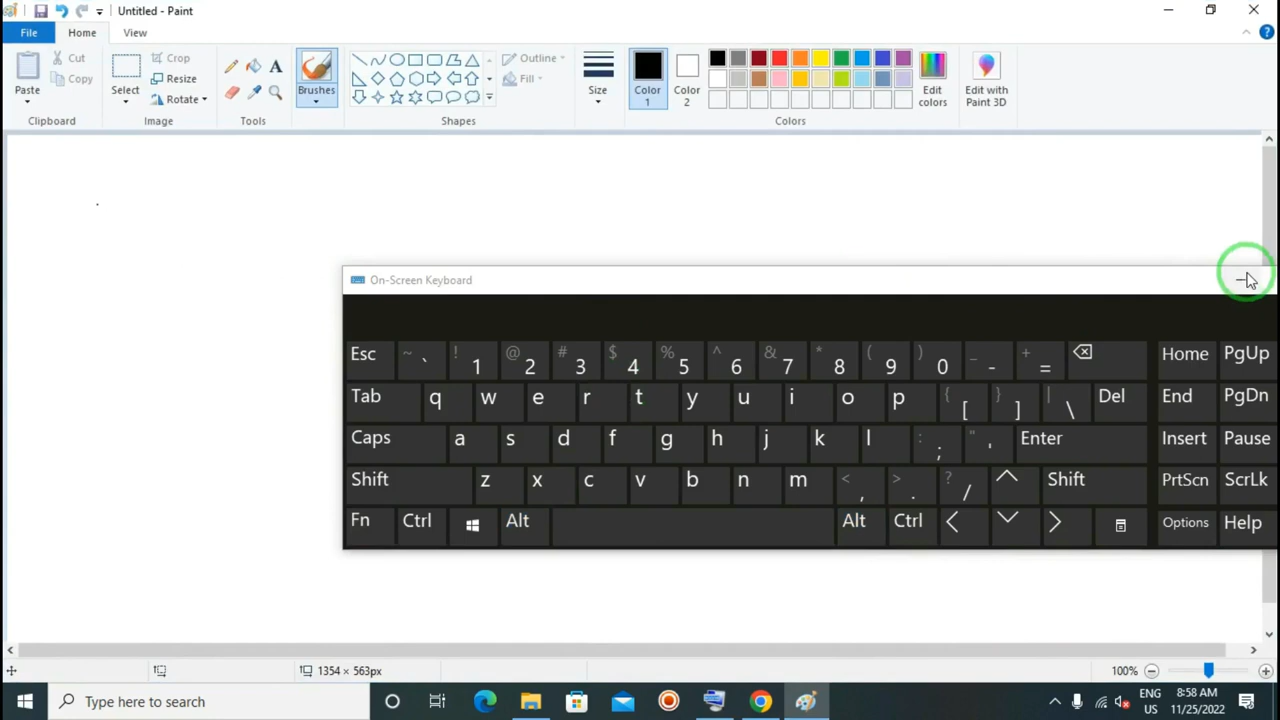 Untitled - Paint
File Home View
Paste
Cut
Copy
Clipboard
Select
Crop
Resize
Rotate
Image
Tools
Brushes
Shapes
Outline
Fill
Size
Color 1
Color 2
Colors
Edit colors
Edit with Paint 3D
On-Screen Keyboard
Esc ~ ` ! 1 @ 2 # 3 $ 4 % 5 ^ 6 & 7 * 8 ( 9 ) 0 _ - + = Home PgUp
Tab q w e r t y u i o p { [ } ] | \ Del End PgDn
Caps a s d f g h j k l : ; " ' Enter Insert Pause
Shift z x c v b n m < , > . ? / Shift PrtScn ScrLk
Fn Ctrl Alt Alt Ctrl Options Help
1354 × 563px
100%
Type here to search
ENG
US
8:58 AM
11/25/2022